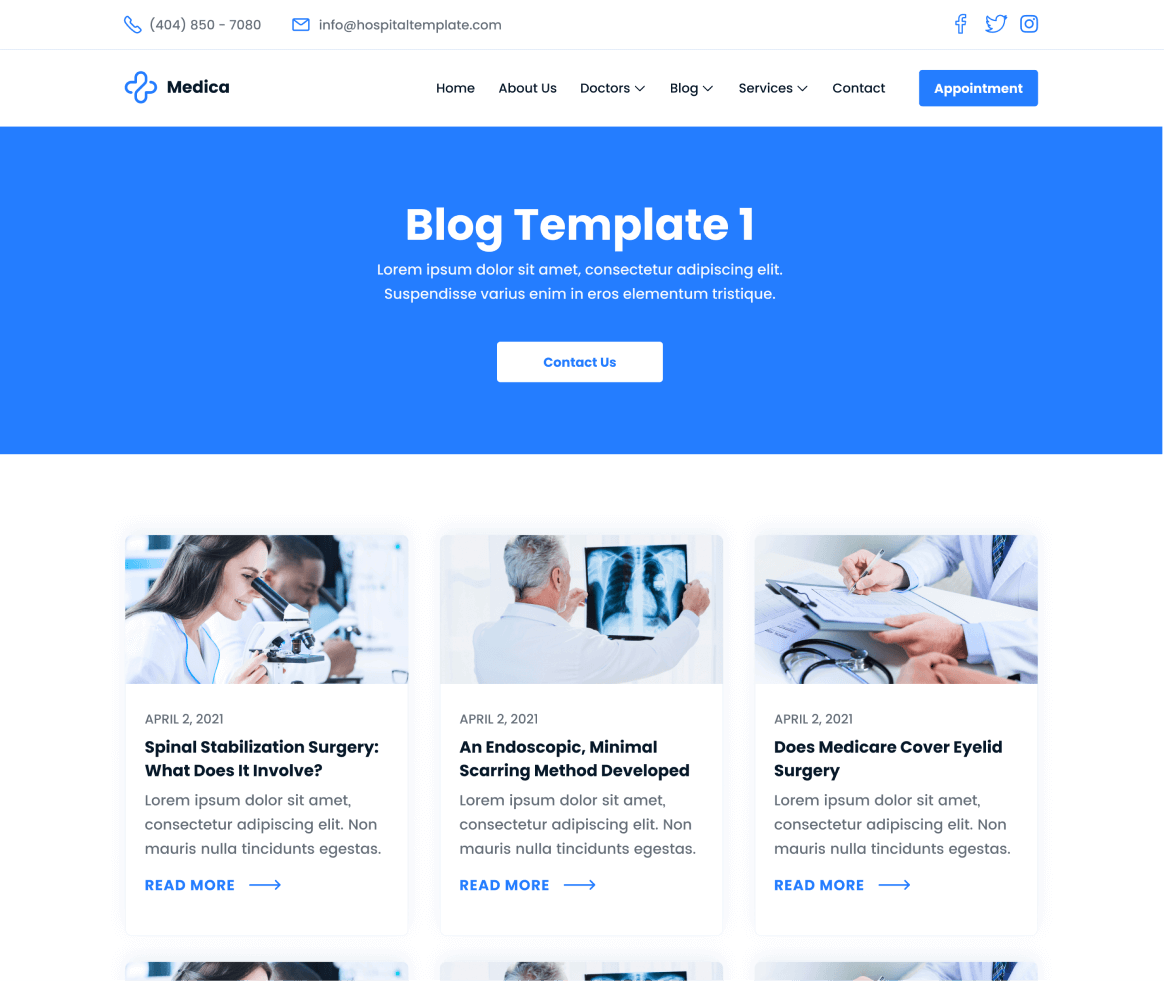 (404) 850 - 7080 info@hospitaltemplate.com
Medica Home About Us Doctors Blog Services Contact Appointment
Blog Template 1
Lorem ipsum dolor sit amet, consectetur adipiscing elit.
Suspendisse varius enim in eros elementum tristique.
Contact Us
APRIL 2, 2021
Spinal Stabilization Surgery:
What Does It Involve?
Lorem ipsum dolor sit amet,
consectetur adipiscing elit. Non
mauris nulla tincidunts egestas.
READ MORE
APRIL 2, 2021
An Endoscopic, Minimal
Scarring Method Developed
Lorem ipsum dolor sit amet,
consectetur adipiscing elit. Non
mauris nulla tincidunts egestas.
READ MORE
APRIL 2, 2021
Does Medicare Cover Eyelid
Surgery
Lorem ipsum dolor sit amet,
consectetur adipiscing elit. Non
mauris nulla tincidunts egestas.
READ MORE